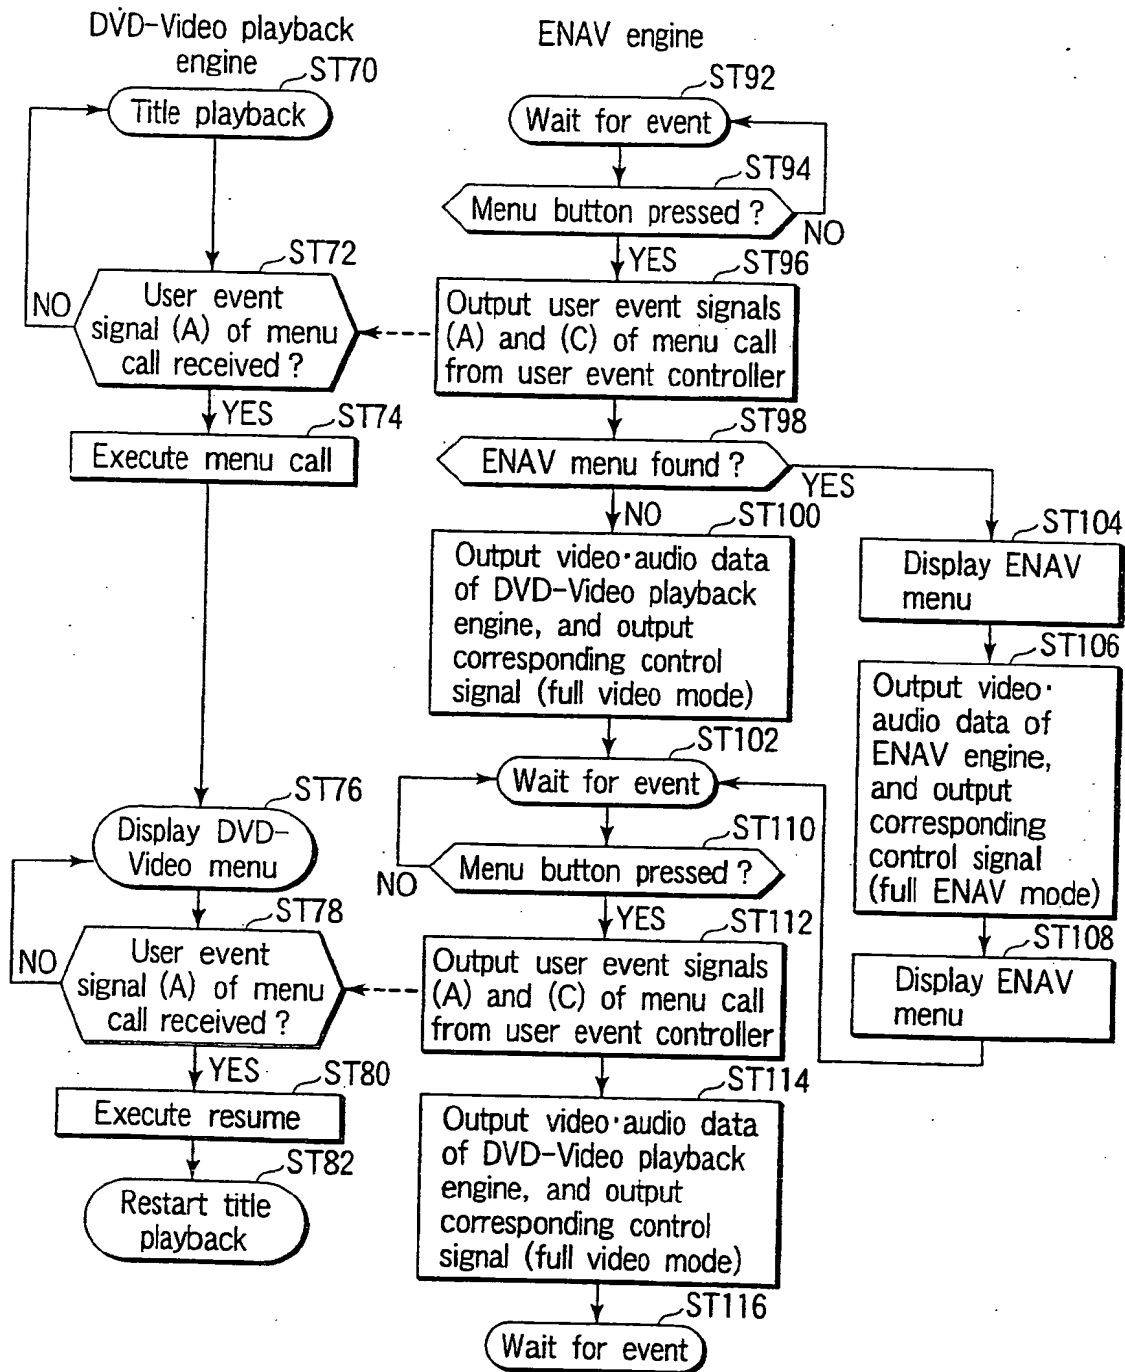 DVD-Video playback
engine
ST70
Title playback
ST72
User event
signal (A) of menu
call received?
NO
YES
ST74
Execute menu call
ST76
Display DVD-
Video menu
ST78
User event
signal (A) of menu
call received?
NO
YES
ST80
Execute resume
ST82
Restart title
playback
ENAV engine
ST92
Wait for event
ST94
Menu button pressed?
NO
YES
ST96
Output user event signals
(A) and (C) of menu call
from user event controller
ST98
ENAV menu found?
YES
NO
ST100
Output video·audio data
of DVD-Video playback
engine, and output
corresponding control
signal (full video mode)
ST102
Wait for event
ST110
Menu button pressed?
NO
YES
ST112
Output user event signals
(A) and (C) of menu call
from user event controller
ST114
Output video·audio data
of DVD-Video playback
engine, and output
corresponding control
signal (full video mode)
ST116
Wait for event
ST104
Display ENAV
menu
ST106
Output video·
audio data of
ENAV engine,
and output
corresponding
control signal
(full ENAV mode)
ST108
Display ENAV
menu